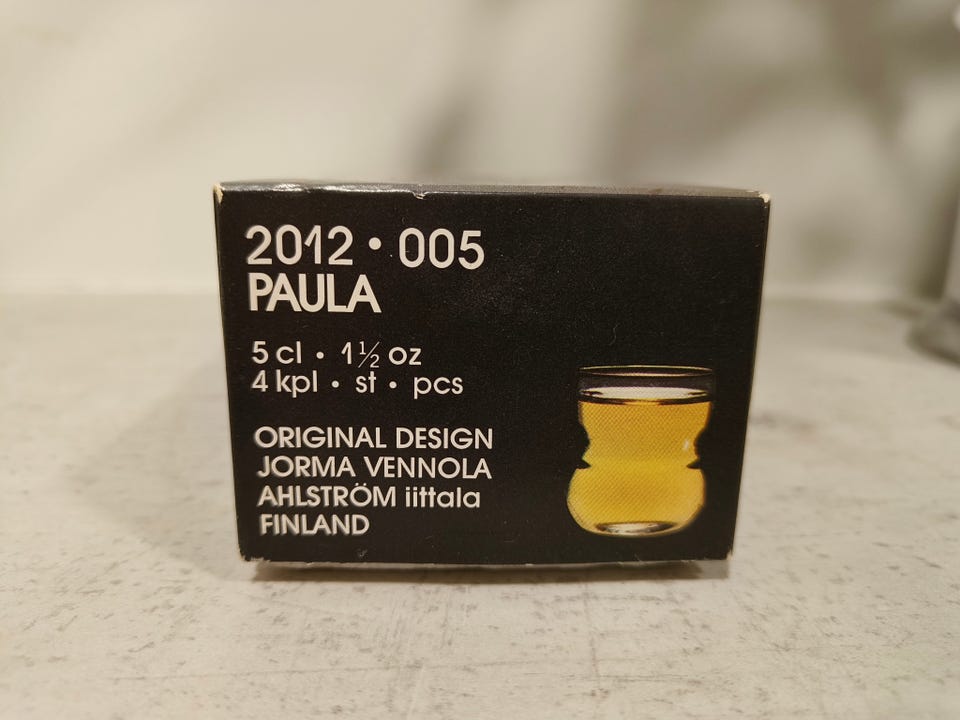 2012 • 005
PAULA
5 cl • 1½ oz
4 kpl • st • pcs
ORIGINAL DESIGN
JORMA VENNOLA
AHLSTRÖM iittala
FINLAND